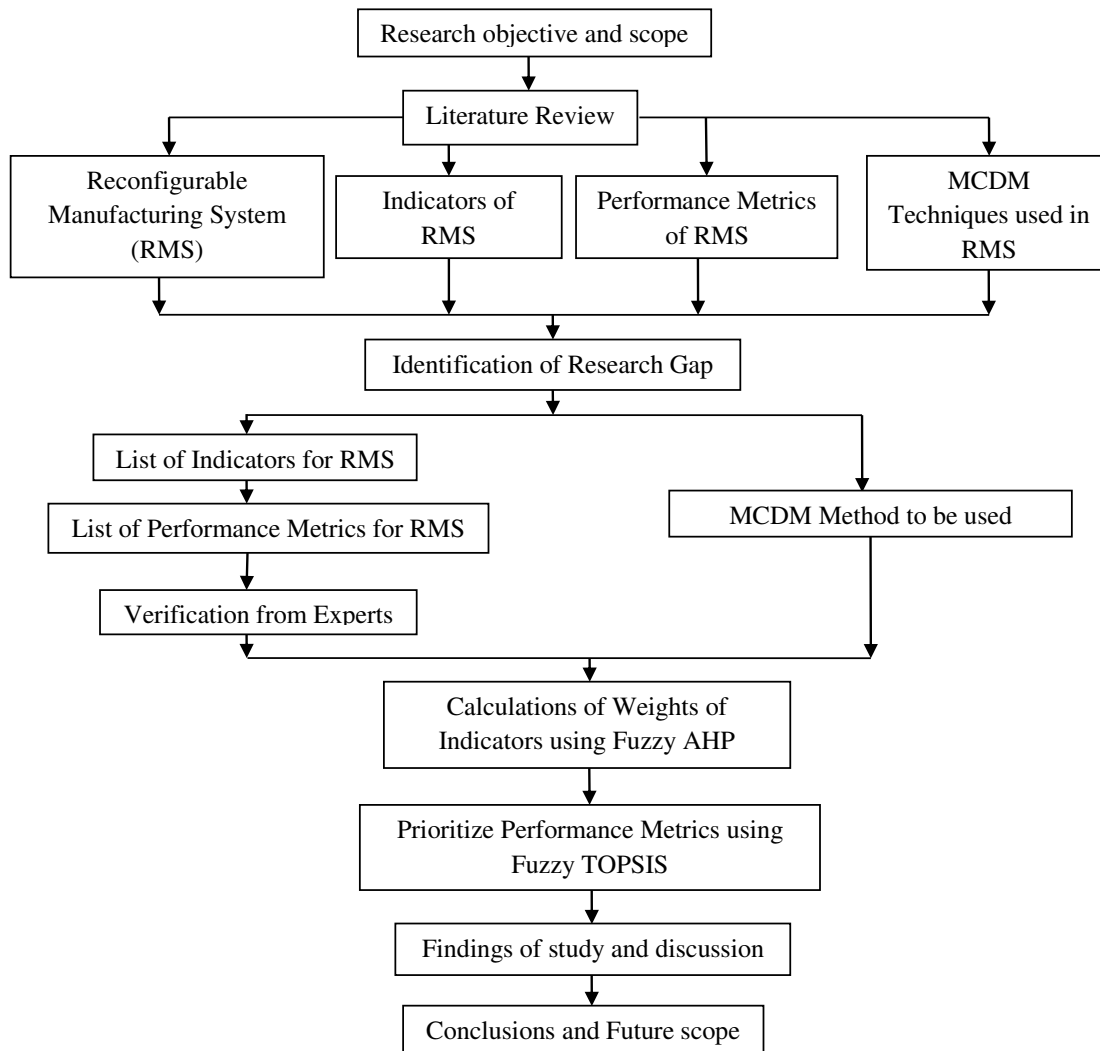 Research objective and scope
Literature Review
Reconfigurable
Manufacturing System
(RMS)
Indicators of
RMS
Performance Metrics
of RMS
MCDM
Techniques used in
RMS
Identification of Research Gap
List of Indicators for RMS
List of Performance Metrics for RMS
Verification from Experts
MCDM Method to be used
Calculations of Weights of
Indicators using Fuzzy AHP
Prioritize Performance Metrics using
Fuzzy TOPSIS
Findings of study and discussion
Conclusions and Future scope